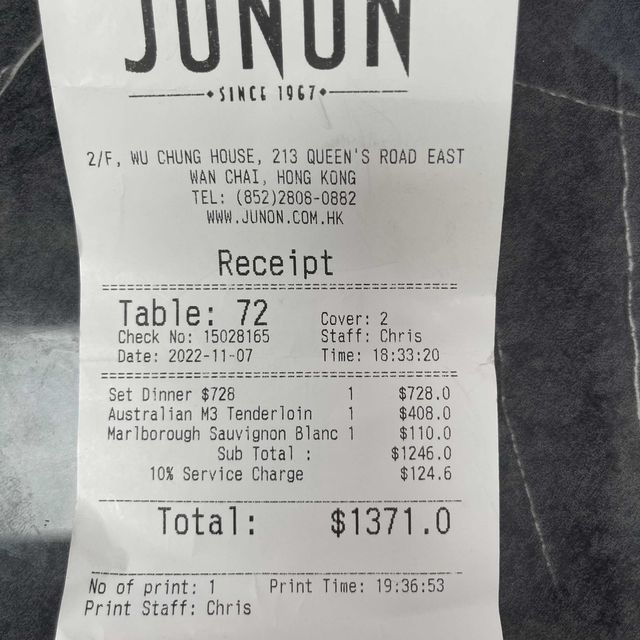 JUNON
SINCE 1967
2/F, WU CHUNG HOUSE, 213 QUEEN'S ROAD EAST
WAN CHAI, HONG KONG
TEL: (852)2808-0882
WWW.JUNON.COM.HK
Receipt
Table: 72 Cover: 2
Check No: 15028165 Staff: Chris
Date: 2022-11-07 Time: 18:33:20
Set Dinner $728 1 $728.0
Australian M3 Tenderloin 1 $408.0
Marlborough Sauvignon Blanc 1 $110.0
Sub Total : $1246.0
10% Service Charge $124.6
Total: $1371.0
No of print: 1 Print Time: 19:36:53
Print Staff: Chris